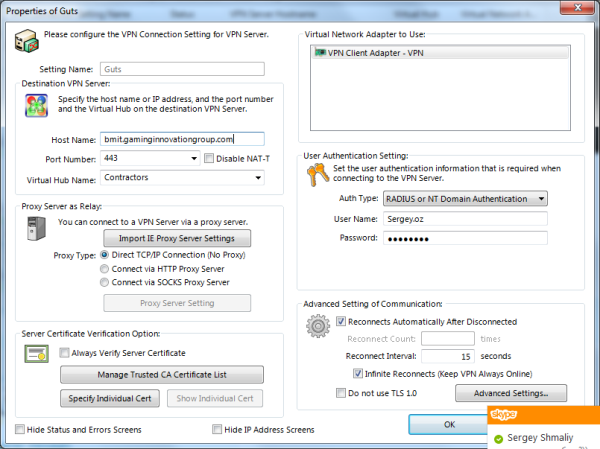 Properties of Guts
Please configure the VPN Connection Setting for VPN Server.
Setting Name: Guts
Destination VPN Server:
Specify the host name or IP address, and the port number
and the Virtual Hub on the destination VPN Server.
Host Name: bmit.gaminginnovationgroup.com
Port Number: 443 Disable NAT-T
Virtual Hub Name: Contractors
Proxy Server as Relay:
You can connect to a VPN Server via a proxy server.
Import IE Proxy Server Settings
Proxy Type: Direct TCP/IP Connection (No Proxy)
Connect via HTTP Proxy Server
Connect via SOCKS Proxy Server
Proxy Server Setting
Server Certificate Verification Option:
Always Verify Server Certificate
Manage Trusted CA Certificate List
Specify Individual Cert Show Individual Cert
Hide Status and Errors Screens Hide IP Address Screens
Virtual Network Adapter to Use:
VPN Client Adapter - VPN
User Authentication Setting:
Set the user authentication information that is required when
connecting to the VPN Server.
Auth Type: RADIUS or NT Domain Authentication
User Name: Sergey.oz
Password: ●●●●●●●●
Advanced Setting of Communication:
Reconnects Automatically After Disconnected
Reconnect Count: times
Reconnect Interval: 15 seconds
Infinite Reconnects (Keep VPN Always Online)
Do not use TLS 1.0 Advanced Settings...
OK
skype
Sergey Shmaliy